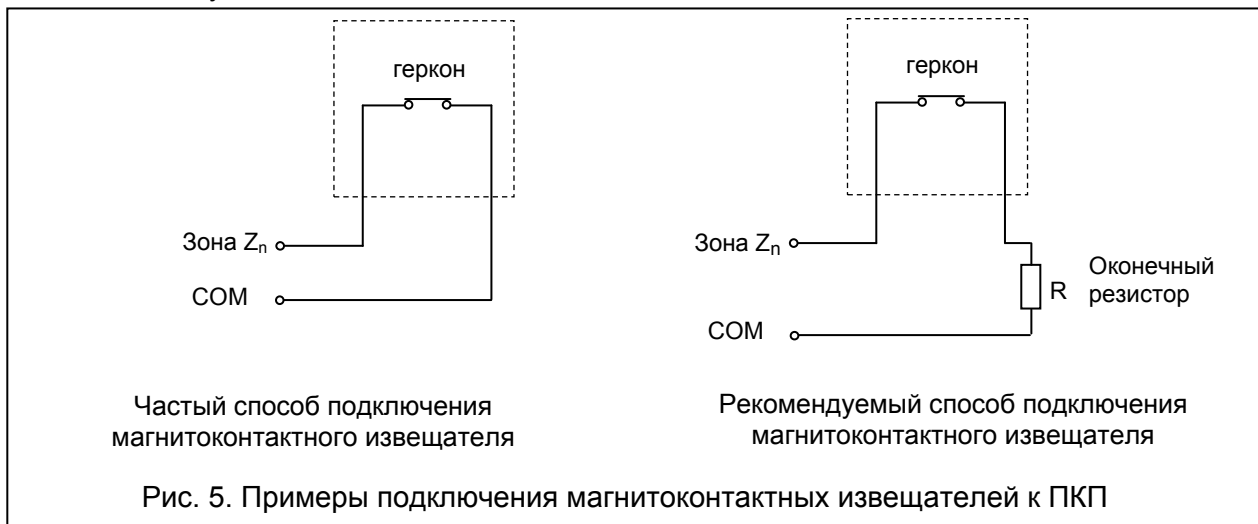 геркон
Зона Zn
COM
Частый способ подключения
магнитоконтактного извещателя
геркон
Зона Zn
COM
R
Оконечный
резистор
Рекомендуемый способ подключения
магнитоконтактного извещателя
Рис. 5. Примеры подключения магнитоконтактных извещателей к ПКП